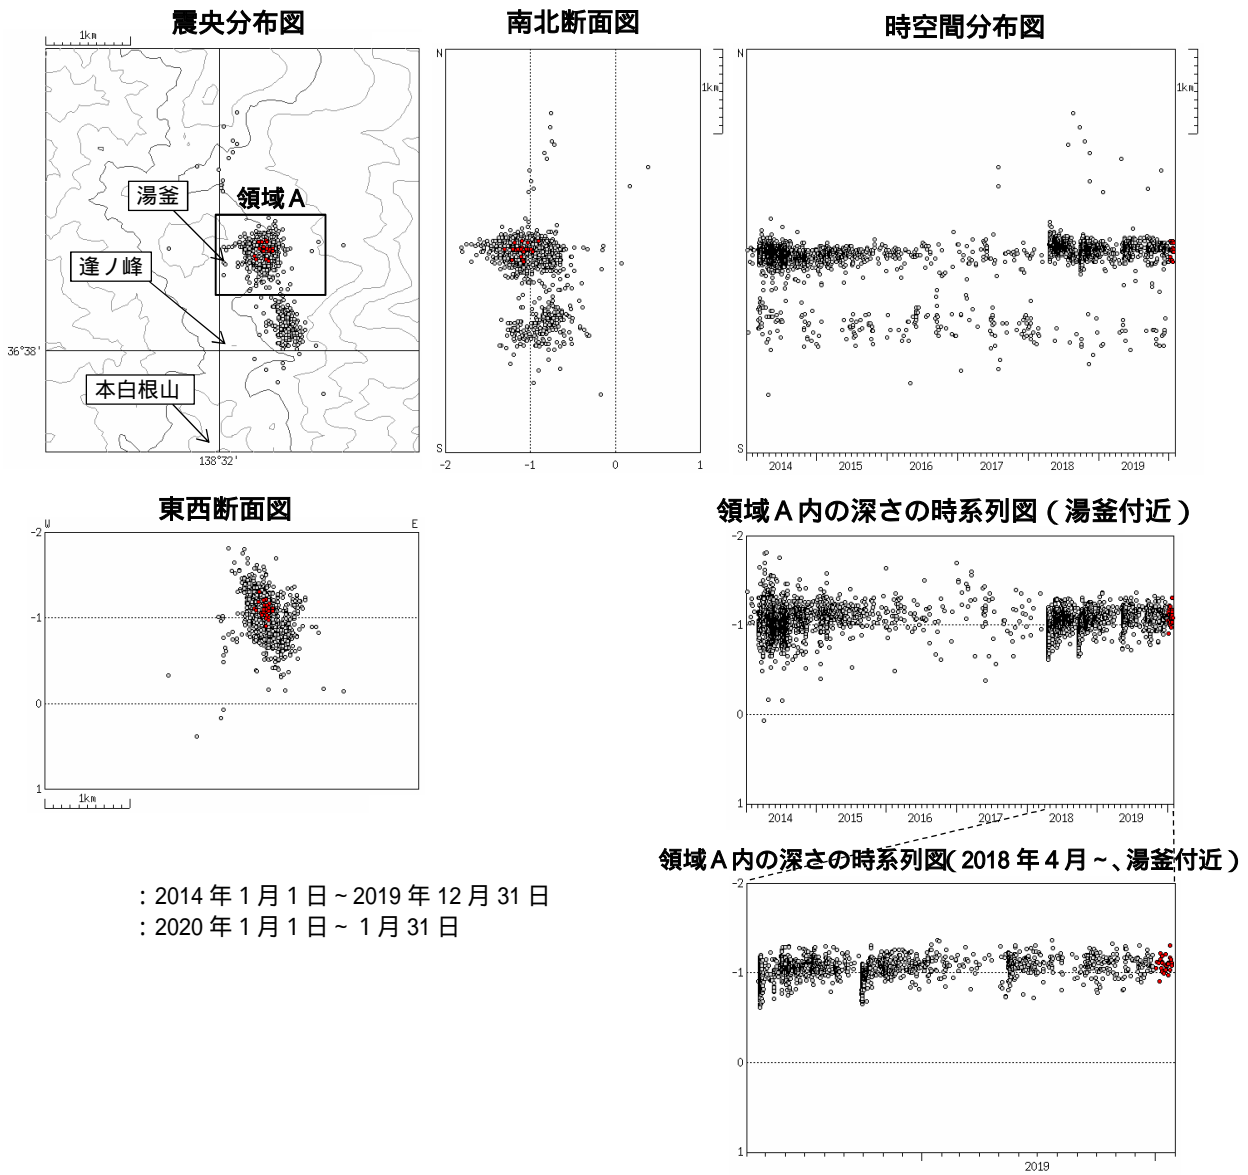 震央分布図
南北断面図
時空間分布図
1km
N
N
1km
1km
湯釜
領域A
逢ノ峰
36°38'
本白根山
S
S
138°32'
-2
-1
0
1
2014
2015
2016
2017
2018
2019
東西断面図
W
E
-2
-1
0
1
1km
領域A内の深さの時系列図(湯釜付近)
-2
-1
0
1
2014
2015
2016
2017
2018
2019
領域A内の深さの時系列図(2018年4月~、湯釜付近)
-2
-1
0
1
2019
:2014年1月1日~2019年12月31日
:2020年1月1日~1月31日